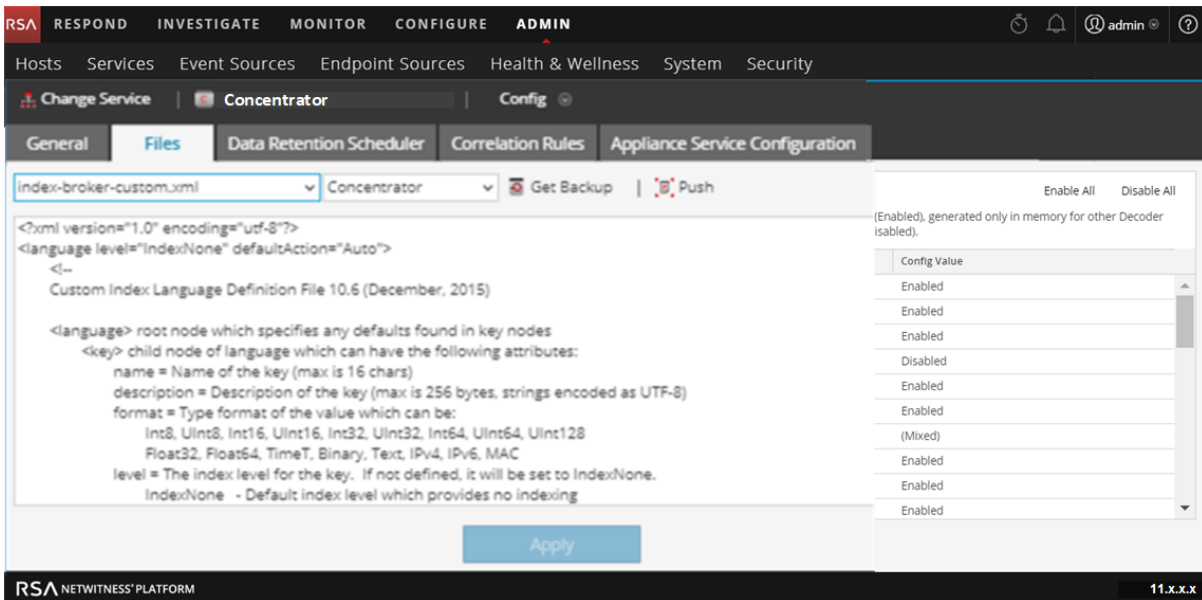 RSA RESPOND INVESTIGATE MONITOR CONFIGURE ADMIN admin ?
Hosts Services Event Sources Endpoint Sources Health & Wellness System Security
Change Service | C Concentrator | Config
General Files Data Retention Scheduler Correlation Rules Appliance Service Configuration
index-broker-custom.xml Concentrator Get Backup | Push
<?xml version="1.0" encoding="utf-8"?>
<language level="IndexNone" defaultAction="Auto">
<!--
Custom Index Language Definition File 10.6 (December, 2015)
<language> root node which specifies any defaults found in key nodes
<key> child node of language which can have the following attributes:
name = Name of the key (max is 16 chars)
description = Description of the key (max is 256 bytes, strings encoded as UTF-8)
format = Type format of the value which can be:
Int8, UInt8, Int16, UInt16, Int32, UInt32, Int64, UInt64, UInt128
Float32, Float64, TimeT, Binary, Text, IPv4, IPv6, MAC
level = The index level for the key. If not defined, it will be set to IndexNone.
IndexNone - Default index level which provides no indexing
Apply
Enable All Disable All
(Enabled), generated only in memory for other Decoder
isabled).
Config Value
Enabled
Enabled
Enabled
Disabled
Enabled
Enabled
(Mixed)
Enabled
Enabled
Enabled
RSA NETWITNESS® PLATFORM 11.x.x.x